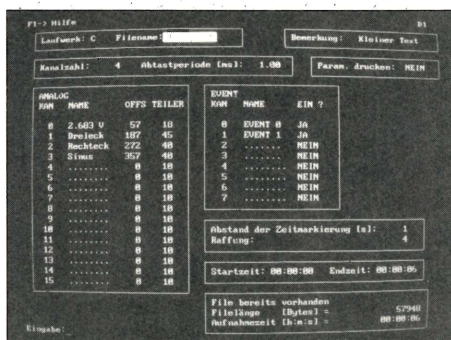 F1-> Hilfe D1
Laufwerk: C Filename: Bemerkung: Kleiner Text
Kanalzahl: 4 Abtastperiode [ms]: 1.00 Param. drucken: NEIN
ANALOG
KAN NAME OFFS TEILER
0 2.683 V 57 18
1 Dreieck 187 45
2 Rechteck 272 40
3 Sinus 357 40
4 ........ 0 10
5 ........ 0 10
6 ........ 0 10
7 ........ 0 10
8 ........ 0 10
9 ........ 0 10
10 ........ 0 10
11 ........ 0 10
12 ........ 0 10
13 ........ 0 10
14 ........ 0 10
15 ........ 0 10
EVENT
KAN NAME EIN ?
0 EVENT 0 JA
1 EVENT 1 JA
2 ....... NEIN
3 ....... NEIN
4 ....... NEIN
5 ....... NEIN
6 ....... NEIN
7 ....... NEIN
Abstand der Zeitmarkierung [s]: 1
Raffung: 4
Startzeit: 00:00:00 Endzeit: 00:00:06
File bereits vorhanden
Filelänge [Bytes] = 57948
Aufnahmezeit [h:m:s] = 00:00:06
Eingabe: